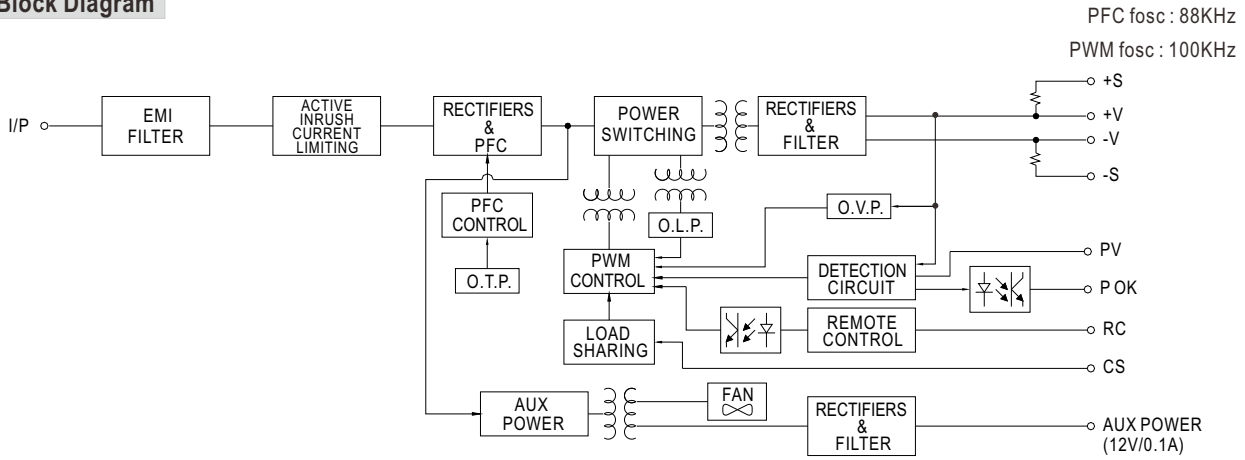 Block Diagram
PFC fosc : 88KHz
PWM fosc : 100KHz
I/P
EMI
FILTER
ACTIVE
INRUSH
CURRENT
LIMITING
RECTIFIERS
&
PFC
POWER
SWITCHING
RECTIFIERS
&
FILTER
+S
+V
-V
-S
PFC
CONTROL
O.L.P.
O.V.P.
O.T.P.
PWM
CONTROL
DETECTION
CIRCUIT
PV
P OK
LOAD
SHARING
REMOTE
CONTROL
RC
CS
AUX
POWER
FAN
RECTIFIERS
&
FILTER
AUX POWER
(12V/0.1A)